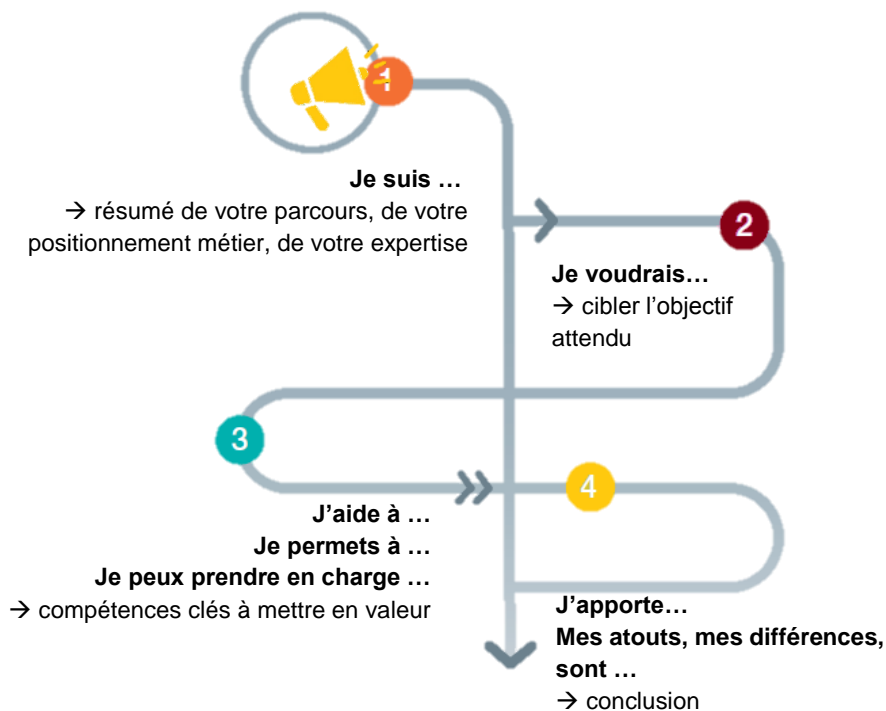 1
Je suis …
→ résumé de votre parcours, de votre
positionnement métier, de votre expertise
2
Je voudrais…
→ cibler l’objectif
attendu
3
J’aide à …
Je permets à …
Je peux prendre en charge …
→ compétences clés à mettre en valeur
4
J’apporte…
Mes atouts, mes différences,
sont …
→ conclusion